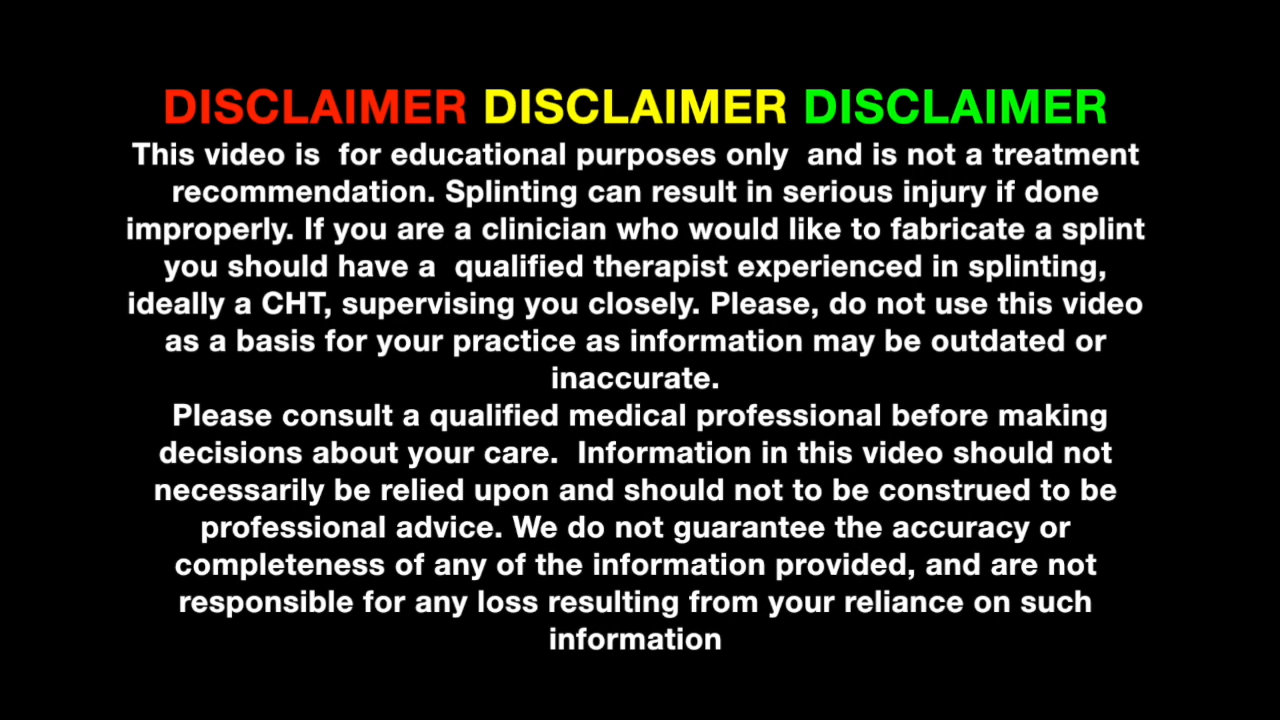 DISCLAIMER DISCLAIMER DISCLAIMER
This video is  for educational purposes only  and is not a treatment
recommendation. Splinting can result in serious injury if done
improperly. If you are a clinician who would like to fabricate a splint
you should have a  qualified therapist experienced in splinting,
ideally a CHT, supervising you closely. Please, do not use this video
as a basis for your practice as information may be outdated or
inaccurate.
Please consult a qualified medical professional before making
decisions about your care.  Information in this video should not
necessarily be relied upon and should not to be construed to be
professional advice. We do not guarantee the accuracy or
completeness of any of the information provided, and are not
responsible for any loss resulting from your reliance on such
information